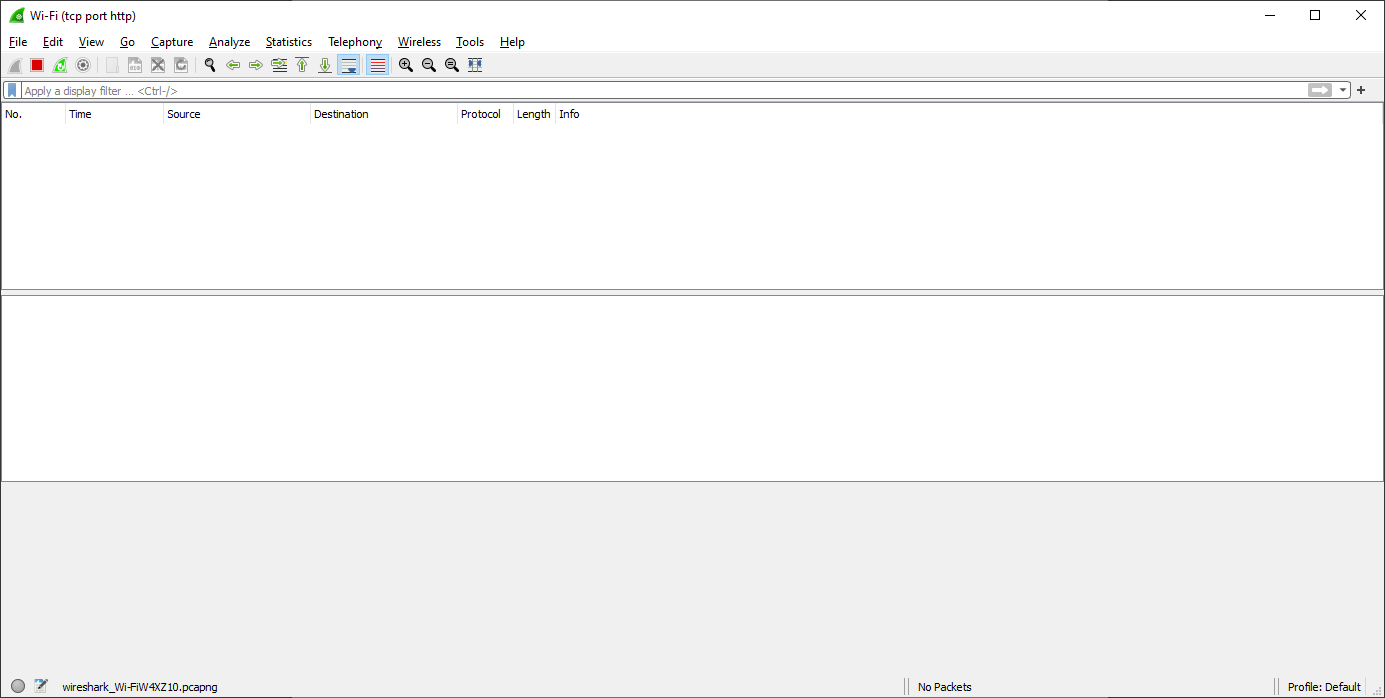 Wi-Fi (tcp port http)
File Edit View Go Capture Analyze Statistics Telephony Wireless Tools Help
Apply a display filter ... <Ctrl-/>
No. Time Source Destination Protocol Length Info
wireshark_Wi-FiW4XZ10.pcapng No Packets Profile: Default